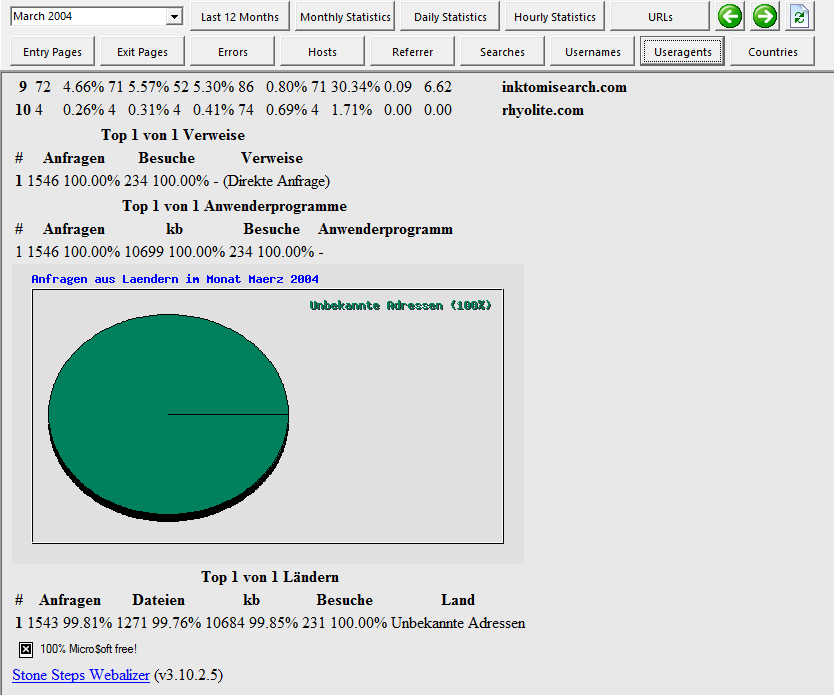 March 2004
Last 12 Months
Monthly Statistics
Daily Statistics
Hourly Statistics
URLs
Entry Pages
Exit Pages
Errors
Hosts
Referrer
Searches
Usernames
Useragents
Countries
9 72 4.66% 71 5.57% 52 5.30% 86 0.80% 71 30.34% 0.09 6.62 inktomisearch.com
10 4 0.26% 4 0.31% 4 0.41% 74 0.69% 4 1.71% 0.00 0.00 rhyolite.com
Top 1 von 1 Verweise
# Anfragen Besuche Verweise
1 1546 100.00% 234 100.00% - (Direkte Anfrage)
Top 1 von 1 Anwenderprogramme
# Anfragen kb Besuche Anwenderprogramm
1 1546 100.00% 10699 100.00% 234 100.00% -
Anfragen aus Laendern im Monat Maerz 2004
Unbekannte Adressen (100%)
Top 1 von 1 Ländern
# Anfragen Dateien kb Besuche Land
1 1543 99.81% 1271 99.76% 10684 99.85% 231 100.00% Unbekannte Adressen
100% Micro$oft free!
Stone Steps Webalizer (v3.10.2.5)